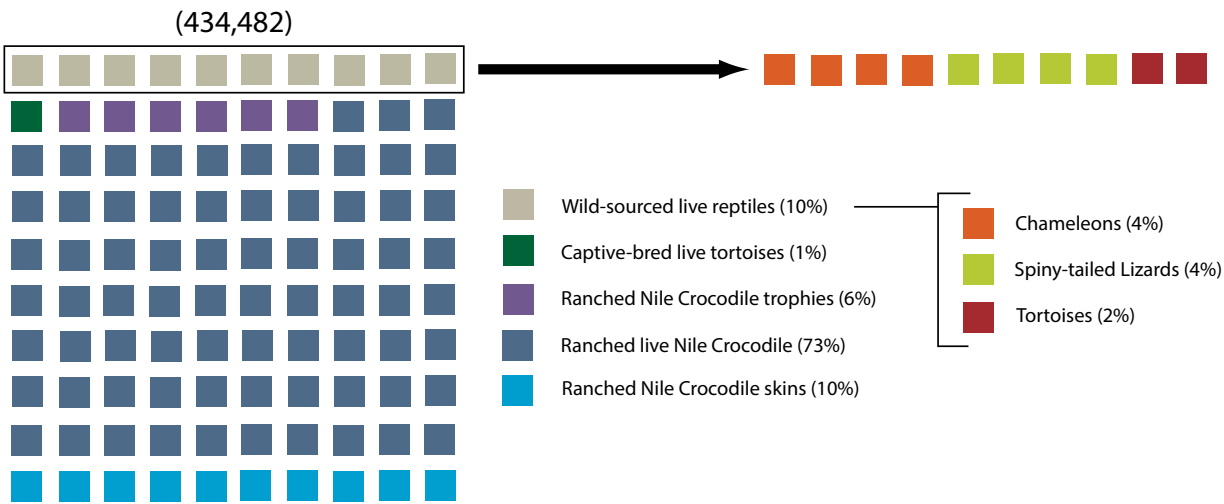 (434,482)
Wild-sourced live reptiles (10%)
Captive-bred live tortoises (1%)
Ranched Nile Crocodile trophies (6%)
Ranched live Nile Crocodile (73%)
Ranched Nile Crocodile skins (10%)
Chameleons (4%)
Spiny-tailed Lizards (4%)
Tortoises (2%)